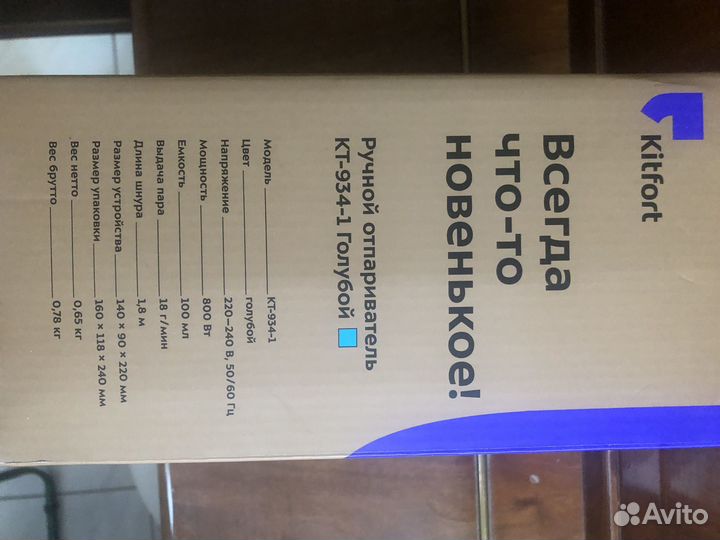 Kitfort
Всегда
что-то
новенькое!
Ручной отпариватель
КТ-934-1 Голубой
Модель КТ-934-1
Цвет голубой
Напряжение 220–240 В, 50/60 Гц
Мощность 800 Вт
Емкость 100 мл
Выдача пара 18 г/мин
Длина шнура 1,8 м
Размер устройства 140 × 90 × 220 мм
Размер упаковки 160 × 118 × 240 мм
Вес нетто 0,65 кг
Вес брутто 0,78 кг
Avito